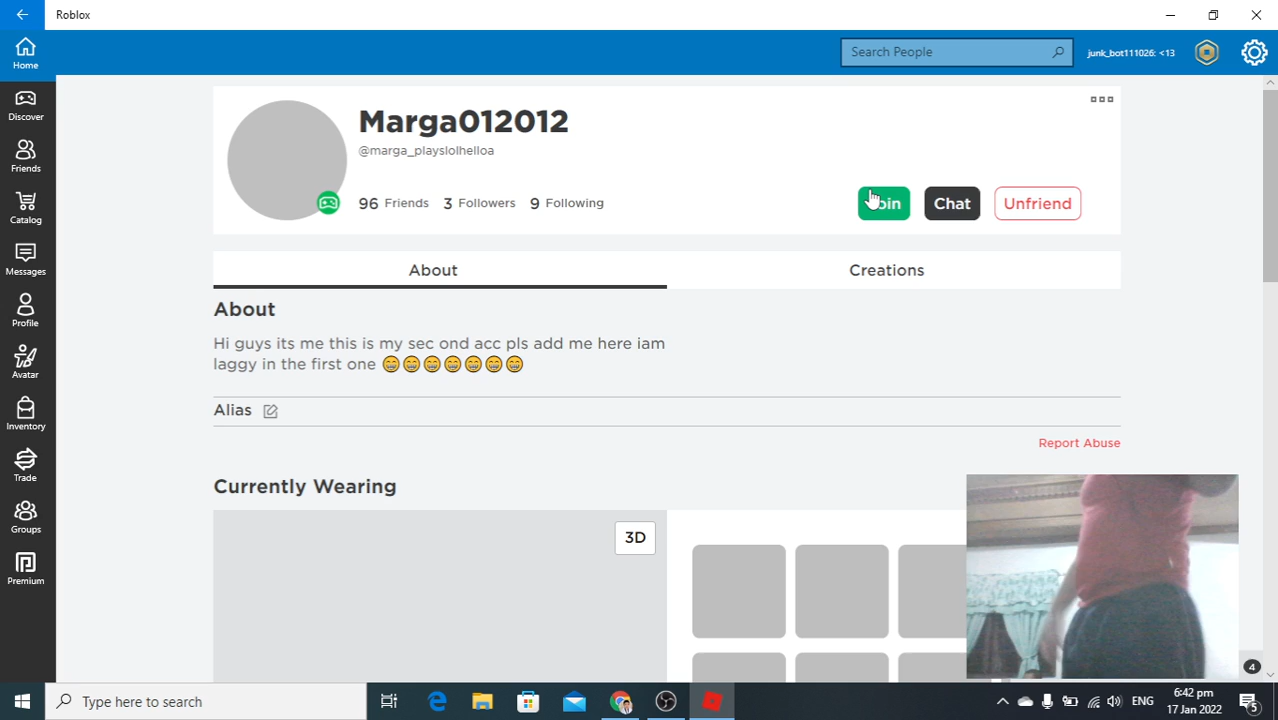 Roblox
Home
Search People
junk_bot111026: <13
Discover
Friends
Catalog
Messages
Profile
Avatar
Inventory
Trade
Groups
Premium
Marga012012
@marga_playslolhelloa
96 Friends 3 Followers 9 Following
Chat
Unfriend
About
Creations
About
Hi guys its me this is my sec ond acc pls add me here iam
laggy in the first one 😁😁😁😁😁😁😁
Alias
Report Abuse
Currently Wearing
3D
4
Type here to search
ENG
6:42 pm
17 Jan 2022
5